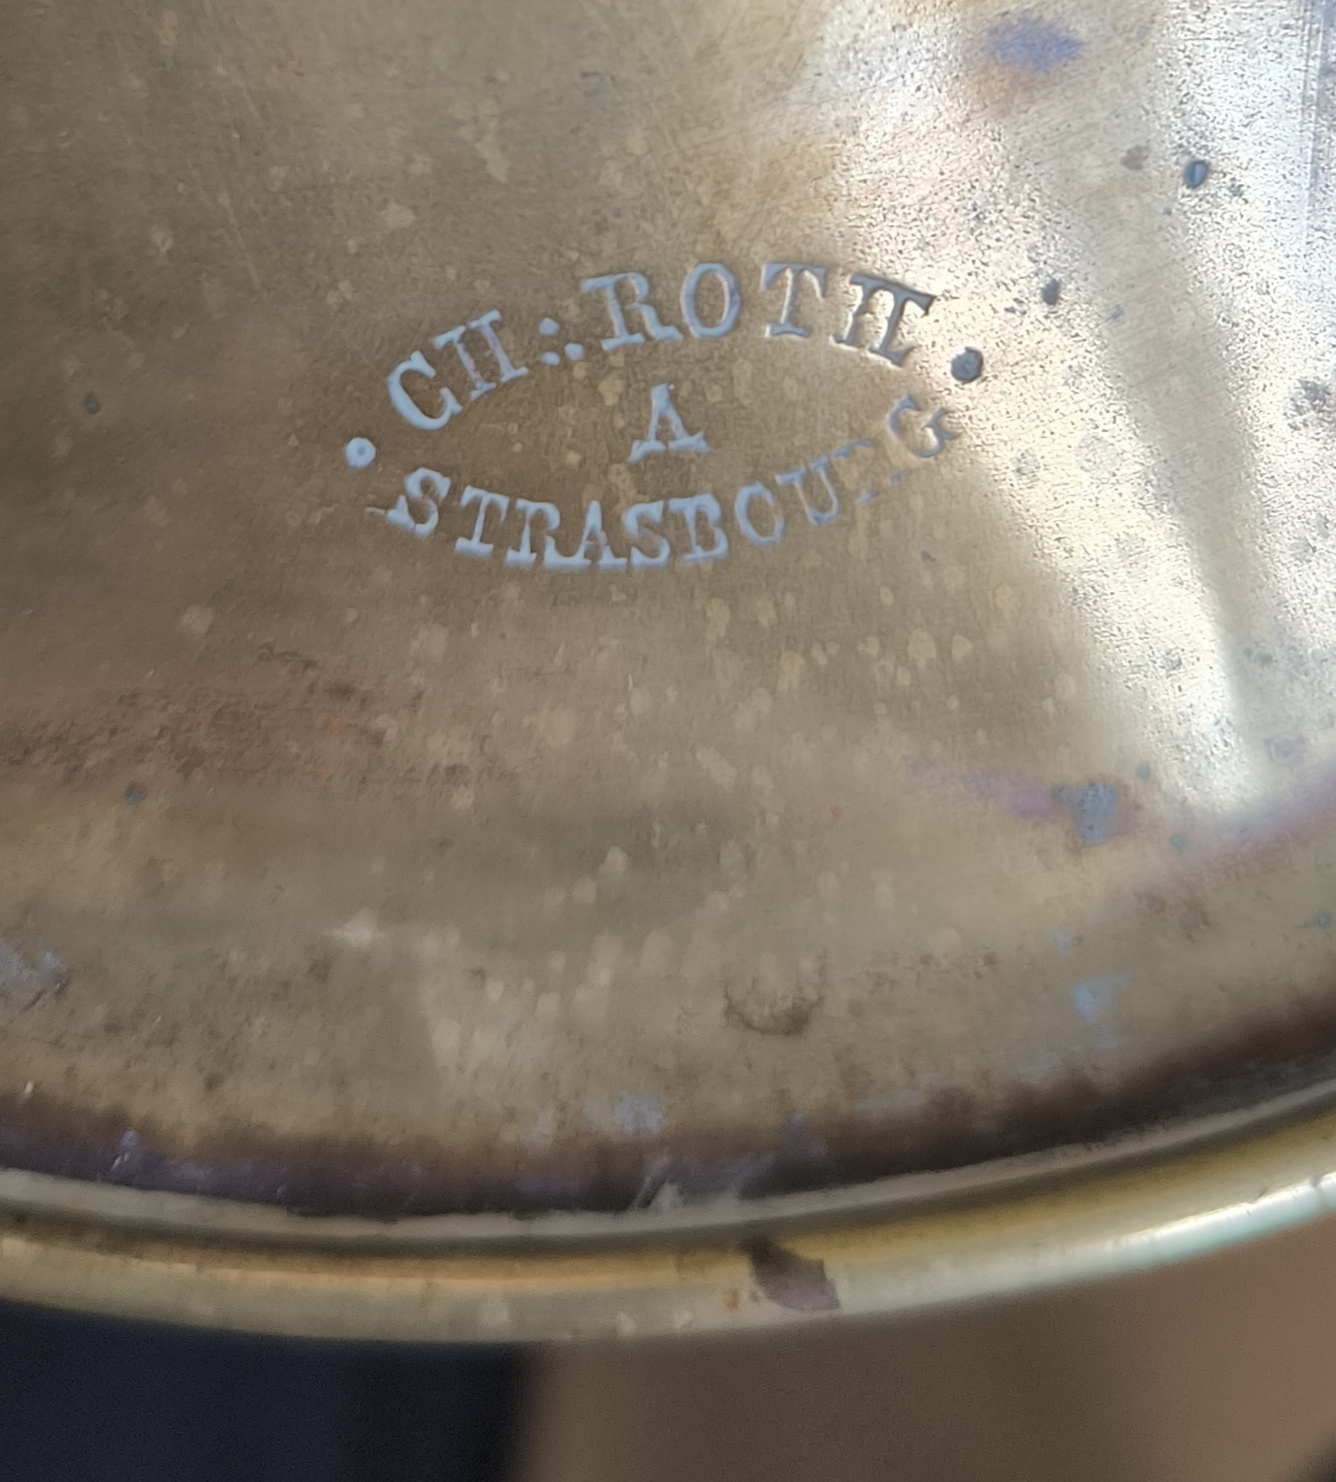 • CH:: ROTH •
A
STRASBOURG